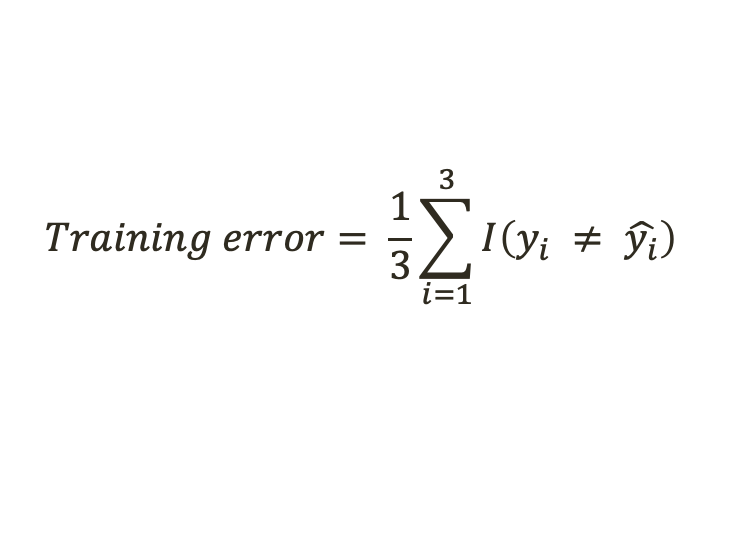 Training error = 1/3 ∑_{i=1}^{3} I(y_i ≠ ŷ_i)